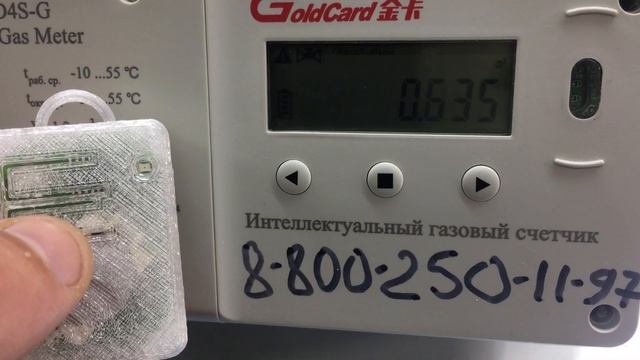 D4S-G
Gas Meter
tраб. ср. -10 ...55 °C
...55 °C
GoldCard 金卡
0.635
Интеллектуальный газовый счетчик
8-800-250-11-97